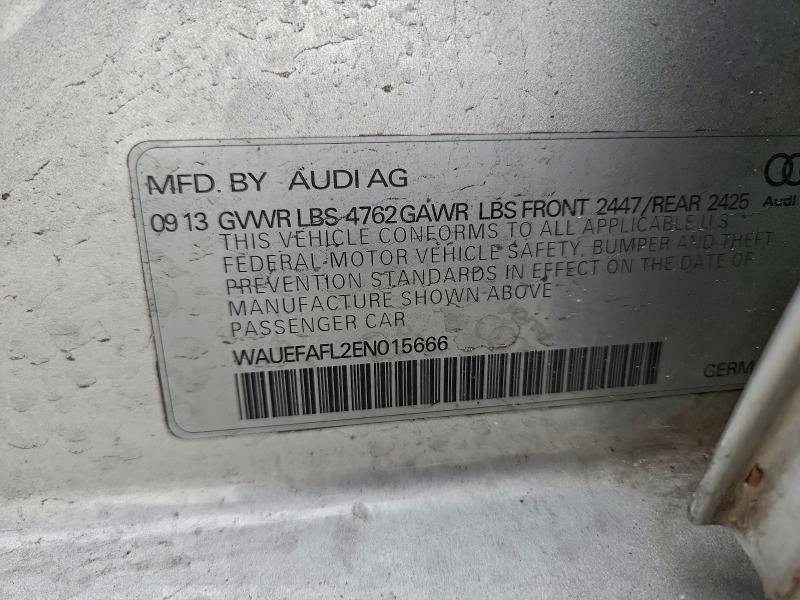 MFD. BY AUDI AG
Audi
09 13 GVWR LBS 4762 GAWR LBS FRONT 2447/REAR 2425
THIS VEHICLE CONFORMS TO ALL APPLICABLE U.S
FEDERAL-MOTOR VEHICLE SAFETY, BUMPER AND THEFT
PREVENTION STANDARDS IN EFFECT ON THE DATE OF
MANUFACTURE SHOWN ABOVE
PASSENGER CAR
WAUEFAFL2EN015666
GERM